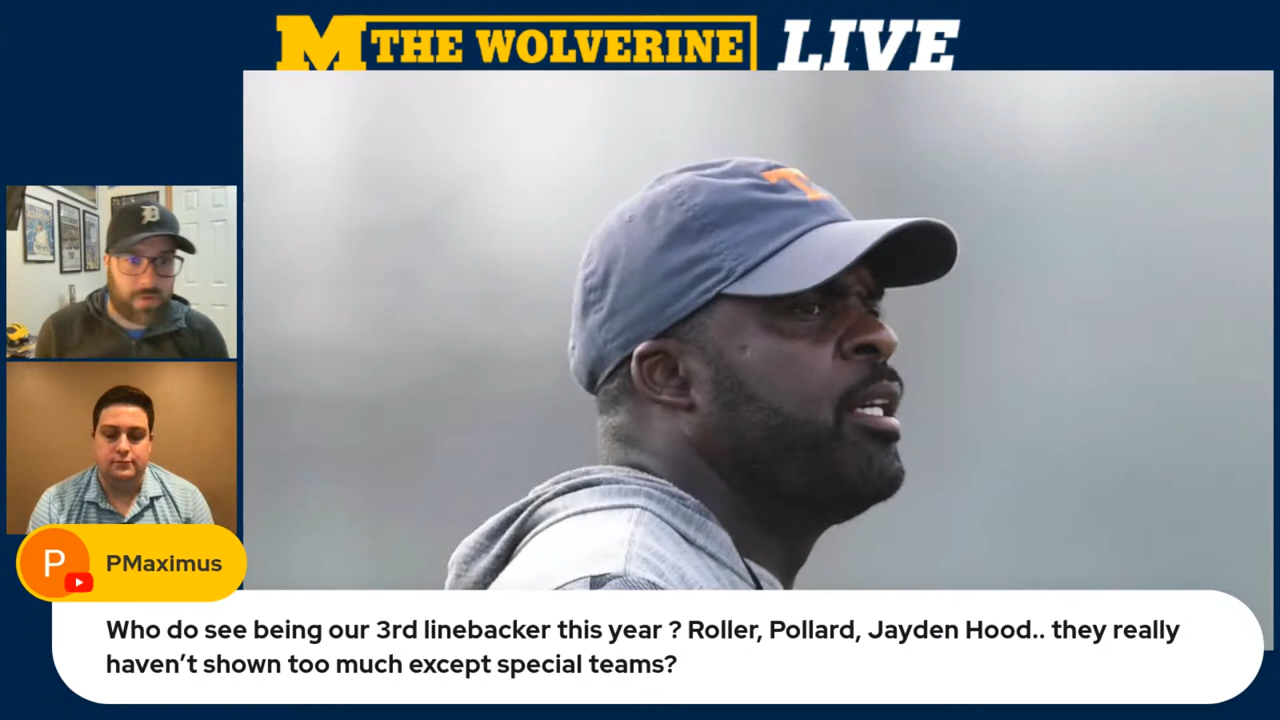 M THE WOLVERINE LIVE
T
D
P PMaximus
Who do see being our 3rd linebacker this year ? Roller, Pollard, Jayden Hood.. they really
haven’t shown too much except special teams?